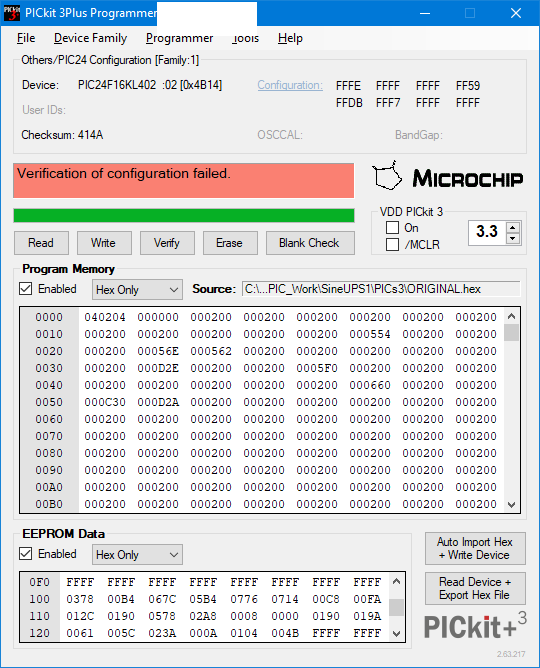 PICkit 3Plus Programmer
File Device Family Programmer Tools Help
Others/PIC24 Configuration [Family:1]
Device: PIC24F16KL402 :02 [0x4B14] Configuration: FFFE FFFF FFFF FF59
User IDs: FFDB FFF7 FFFF FFFF
Checksum: 414A OSCCAL: BandGap:
Verification of configuration failed.
MICROCHIP
VDD PICkit 3
On
/MCLR
3.3
Read Write Verify Erase Blank Check
Program Memory
Enabled Hex Only Source: C:\...PIC_Work\SineUPS1\PICs3\ORIGINAL.hex
0000 040204 000000 000200 000200 000200 000200 000200 000200
0010 000200 000200 000200 000200 000200 000554 000200 000200
0020 000200 00056E 000562 000200 000200 000200 000200 000200
0030 000200 000D2E 000200 000200 0005F0 000200 000200 000200
0040 000200 000200 000200 000200 000200 000660 000200 000200
0050 000C30 000D2A 000200 000200 000200 000200 000200 000200
0060 000200 000200 000200 000200 000200 000200 000200 000200
0070 000200 000200 000200 000200 000200 000200 000200 000200
0080 000200 000200 000200 000200 000200 000200 000200 000200
0090 000200 000200 000200 000200 000200 000200 000200 000200
00A0 000200 000200 000200 000200 000200 000200 000200 000200
00B0 000200 000200 000200 000200 000200 000200 000200 000200
EEPROM Data
Enabled Hex Only
0F0 FFFF FFFF FFFF FFFF FFFF FFFF FFFF FFFF
100 0378 00B4 067C 05B4 0776 0714 00C8 00FA
110 012C 0190 0578 02A8 0008 0000 0190 019A
120 0061 005C 023A 000A 0104 004B FFFF FFFF
Auto Import Hex
+ Write Device
Read Device +
Export Hex File
PICkit+3
2.63.217